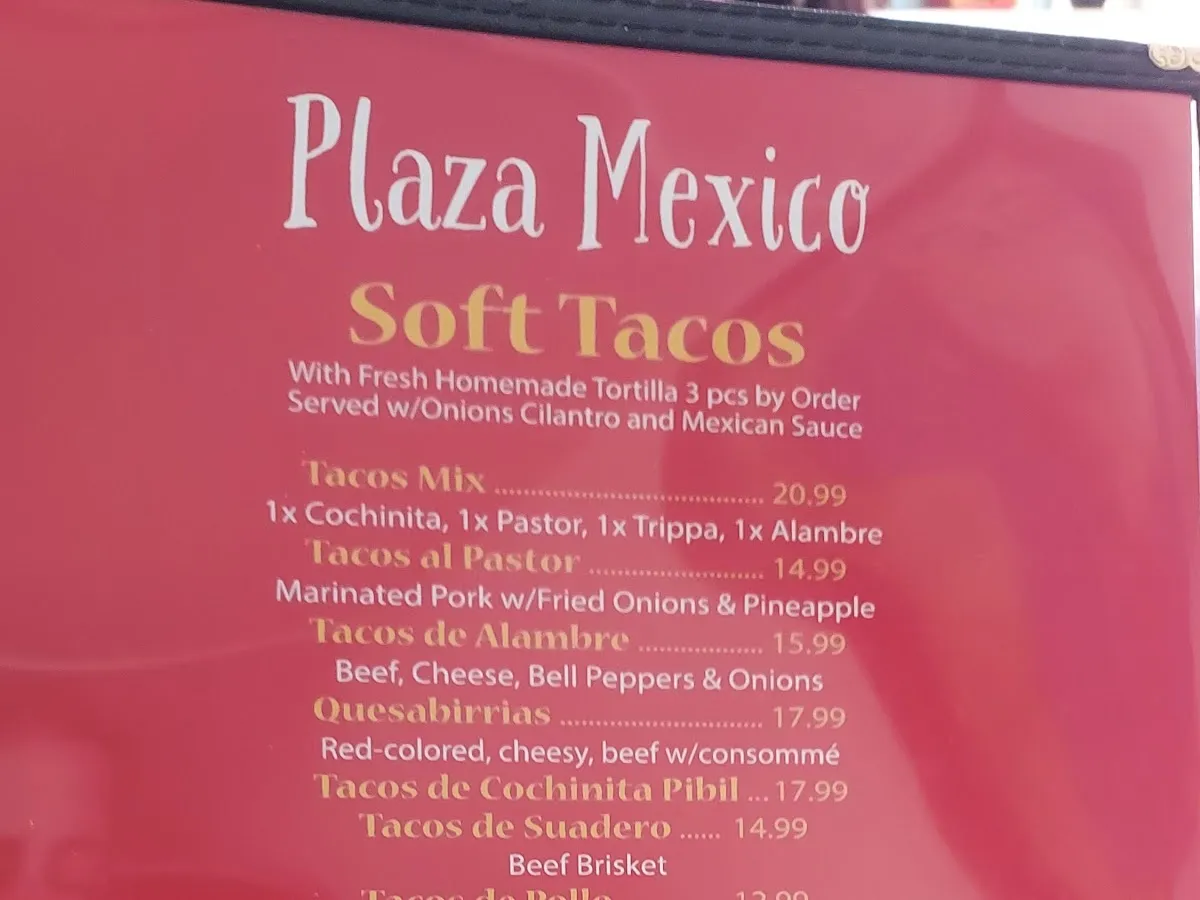 Plaza Mexico
Soft Tacos
With Fresh Homemade Tortilla 3 pcs by Order
Served w/Onions Cilantro and Mexican Sauce
Tacos Mix .................................... 20.99
1x Cochinita, 1x Pastor, 1x Trippa, 1x Alambre
Tacos al Pastor ........................ 14.99
Marinated Pork w/Fried Onions & Pineapple
Tacos de Alambre ................. 15.99
Beef, Cheese, Bell Peppers & Onions
Quesabirrias ............................ 17.99
Red-colored, cheesy, beef w/consommé
Tacos de Cochinita Pibil ... 17.99
Tacos de Suadero ...... 14.99
Beef Brisket
Tacos de Pollo